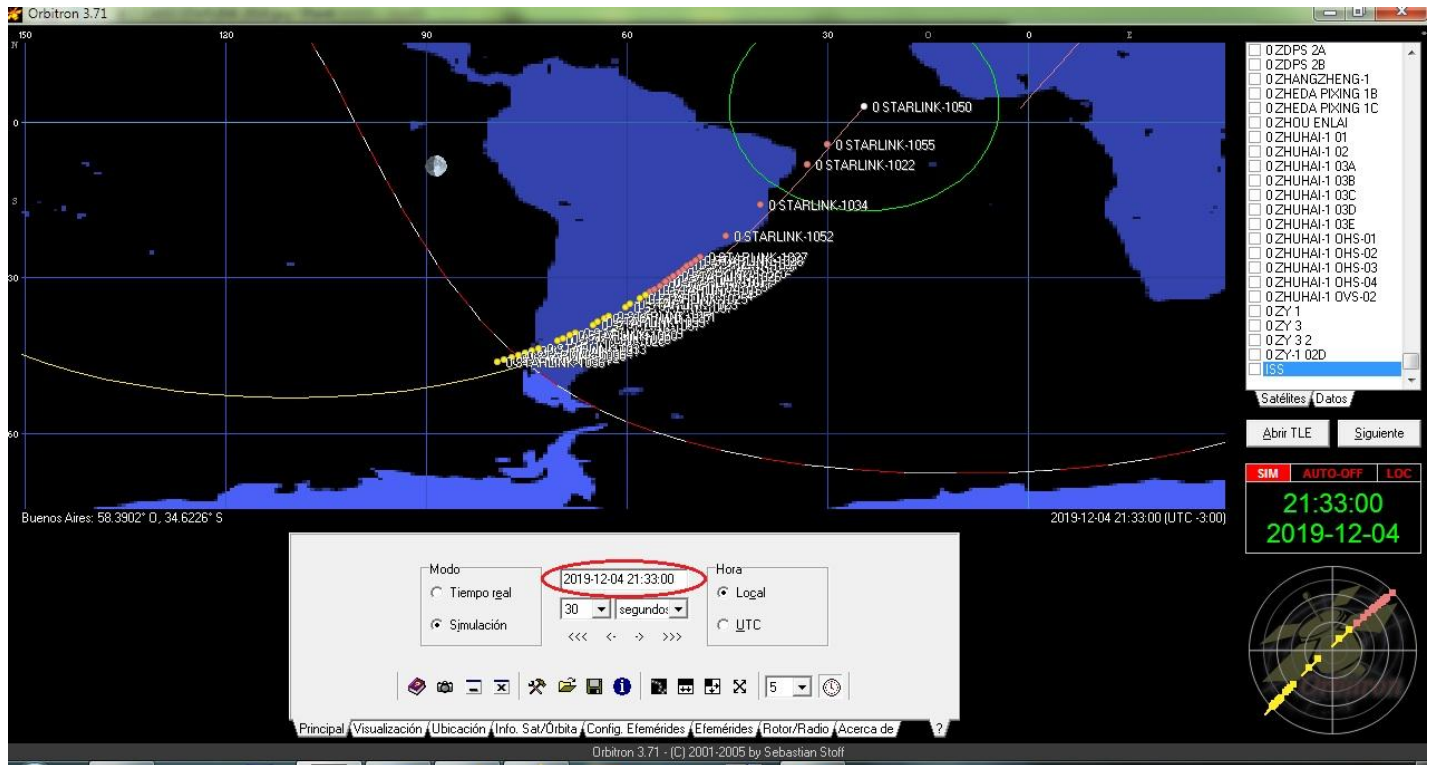 Orbitron 3.71
150 120 90 60 30 0 30 E
N
0
S
30
60
0 STARLINK-1050
0 STARLINK-1055
0 STARLINK-1022
0 STARLINK-1034
0 STARLINK-1052
Buenos Aires: 58.3902° O, 34.6226° S
2019-12-04 21:33:00 (UTC -3:00)
0 ZDPS 2A
0 ZDPS 2B
0 ZHANGZHENG-1
0 ZHEDA PIXING 1B
0 ZHEDA PIXING 1C
0 ZHOU ENLAI
0 ZHUHAI-1 01
0 ZHUHAI-1 02
0 ZHUHAI-1 03A
0 ZHUHAI-1 03B
0 ZHUHAI-1 03C
0 ZHUHAI-1 03D
0 ZHUHAI-1 03E
0 ZHUHAI-1 OHS-01
0 ZHUHAI-1 OHS-02
0 ZHUHAI-1 OHS-03
0 ZHUHAI-1 OHS-04
0 ZHUHAI-1 OVS-02
0 ZY 1
0 ZY 3
0 ZY 3 2
0 ZY-1 02D
ISS
Satélites Datos
Abrir TLE Siguiente
SIM AUTO-OFF LOC
21:33:00
2019-12-04
Modo
Tiempo real
Simulación
2019-12-04 21:33:00
30 segundos
<<< <- -> >>>
Hora
Local
UTC
5
Principal Visualización Ubicación Info. Sat/Órbita Config. Efemérides Efemérides Rotor/Radio Acerca de ?
Orbitron 3.71 - (C) 2001-2005 by Sebastian Stoff